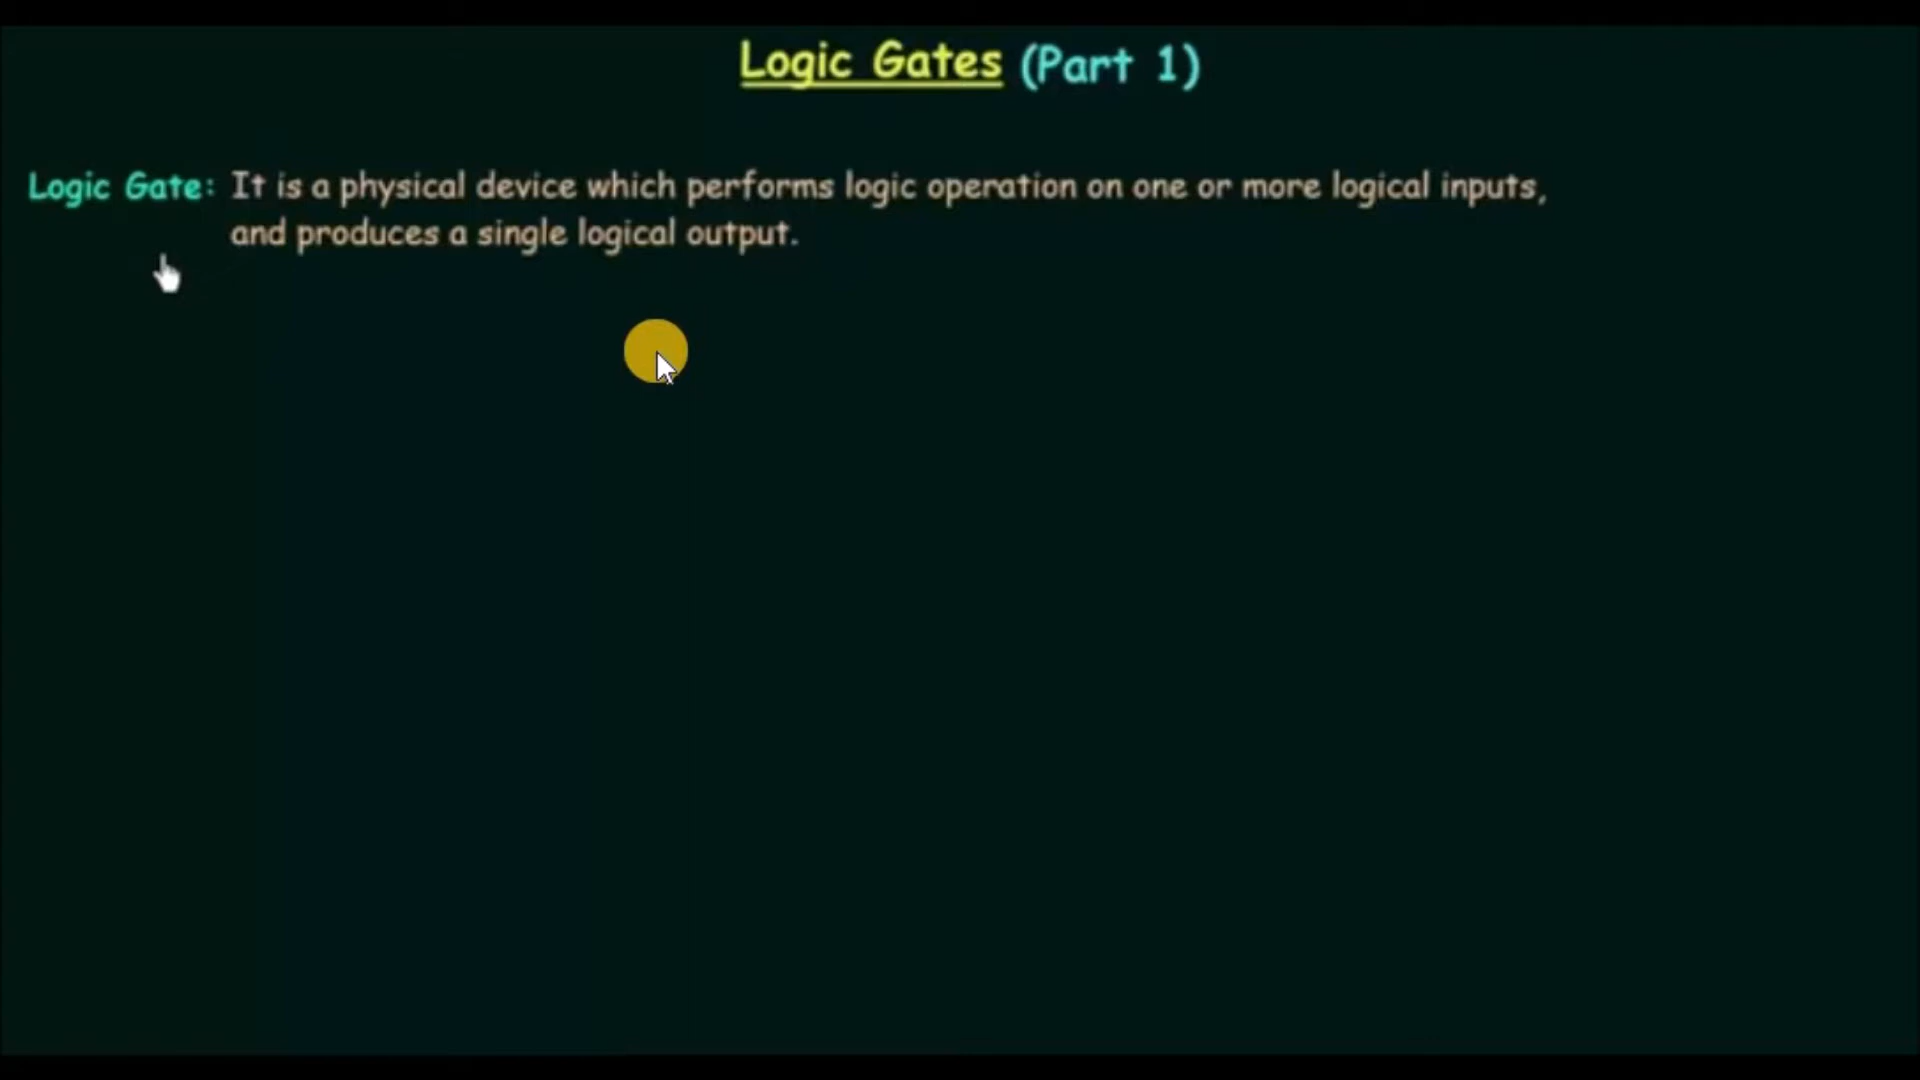 Logic Gates (Part 1)
Logic Gate: It is a physical device which performs logic operation on one or more logical inputs,
and produces a single logical output.